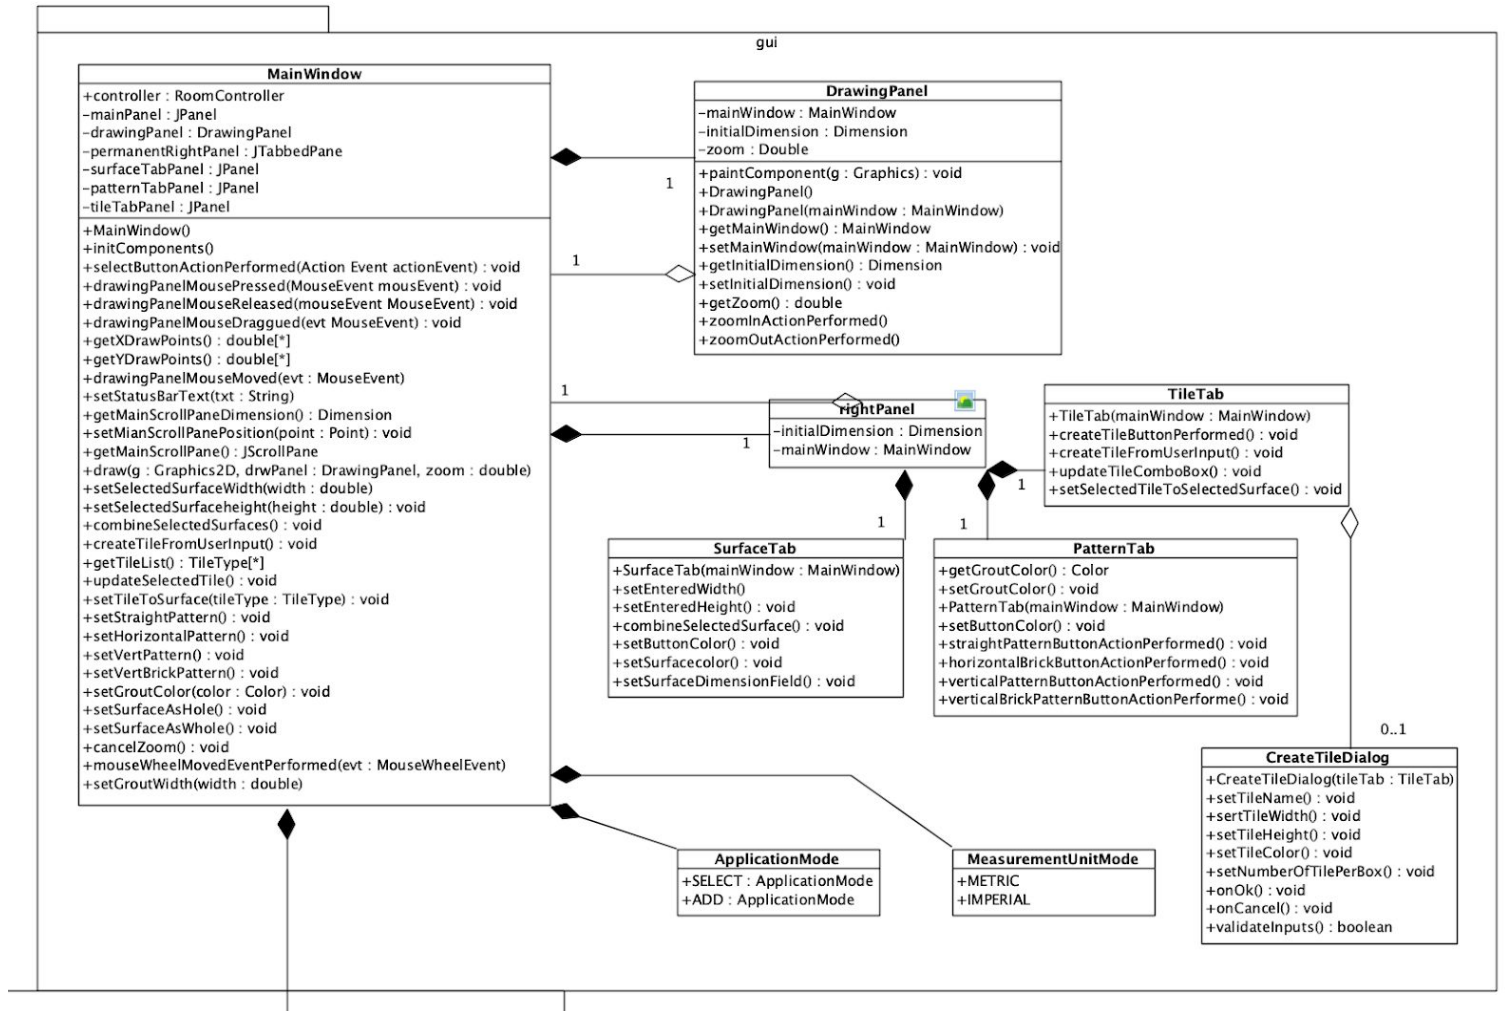 gui
MainWindow
+controller : RoomController
-mainPanel : JPanel
-drawingPanel : DrawingPanel
-permanentRightPanel : JTabbedPane
-surfaceTabPanel : JPanel
-patternTabPanel : JPanel
-tileTabPanel : JPanel
+MainWindow()
+initComponents()
+selectButtonActionPerformed(Action Event actionEvent) : void
+drawingPanelMousePressed(MouseEvent mousEvent) : void
+drawingPanelMouseReleased(mouseEvent MouseEvent) : void
+drawingPanelMouseDraggued(evt MouseEvent) : void
+getXDrawPoints() : double[*]
+getYDrawPoints() : double[*]
+drawingPanelMouseMoved(evt : MouseEvent)
+setStatusBarText(txt : String)
+getMainScrollPaneDimension() : Dimension
+setMianScrollPanePosition(point : Point) : void
+getMainScrollPane() : JScrollPane
+draw(g : Graphics2D, drwPanel : DrawingPanel, zoom : double)
+setSelectedSurfaceWidth(width : double)
+setSelectedSurfaceheight(height : double) : void
+combineSelectedSurfaces() : void
+createTileFromUserInput() : void
+getTileList() : TileType[*]
+updateSelectedTile() : void
+setTileToSurface(tileType : TileType) : void
+setStraightPattern() : void
+setHorizontalPattern() : void
+setVertPattern() : void
+setVertBrickPattern() : void
+setGroutColor(color : Color) : void
+setSurfaceAsHole() : void
+setSurfaceAsWhole() : void
+cancelZoom() : void
+mouseWheelMovedEventPerformed(evt : MouseWheelEvent)
+setGroutWidth(width : double)
1
1
1
1
DrawingPanel
-mainWindow : MainWindow
-initialDimension : Dimension
-zoom : Double
+paintComponent(g : Graphics) : void
+DrawingPanel()
+DrawingPanel(mainWindow : MainWindow)
+getMainWindow() : MainWindow
+setMainWindow(mainWindow : MainWindow) : void
+getInitialDimension() : Dimension
+setInitialDimension() : void
+getZoom() : double
+zoomInActionPerformed()
+zoomOutActionPerformed()
rightPanel
-initialDimension : Dimension
-mainWindow : MainWindow
TileTab
+TileTab(mainWindow : MainWindow)
+createTileButtonPerformed() : void
+createTileFromUserInput() : void
+updateTileComboBox() : void
+setSelectedTileToSelectedSurface() : void
1
1
1
SurfaceTab
+SurfaceTab(mainWindow : MainWindow)
+setEnteredWidth()
+setEnteredHeight() : void
+combineSelectedSurface() : void
+setButtonColor() : void
+setSurfacecolor() : void
+setSurfaceDimensionField() : void
PatternTab
+getGroutColor() : Color
+setGroutColor() : void
+PatternTab(mainWindow : MainWindow)
+setButtonColor() : void
+straightPatternButtonActionPerformed() : void
+horizontalBrickButtonActionPerformed() : void
+verticalPatternButtonActionPerformed() : void
+verticalBrickPatternButtonActionPerforme() : void
0..1
CreateTileDialog
+CreateTileDialog(tileTab : TileTab)
+setTileName() : void
+sertTileWidth() : void
+setTileHeight() : void
+setTileColor() : void
+setNumberOfTilePerBox() : void
+onOk() : void
+onCancel() : void
+validateInputs() : boolean
ApplicationMode
+SELECT : ApplicationMode
+ADD : ApplicationMode
MeasurementUnitMode
+METRIC
+IMPERIAL